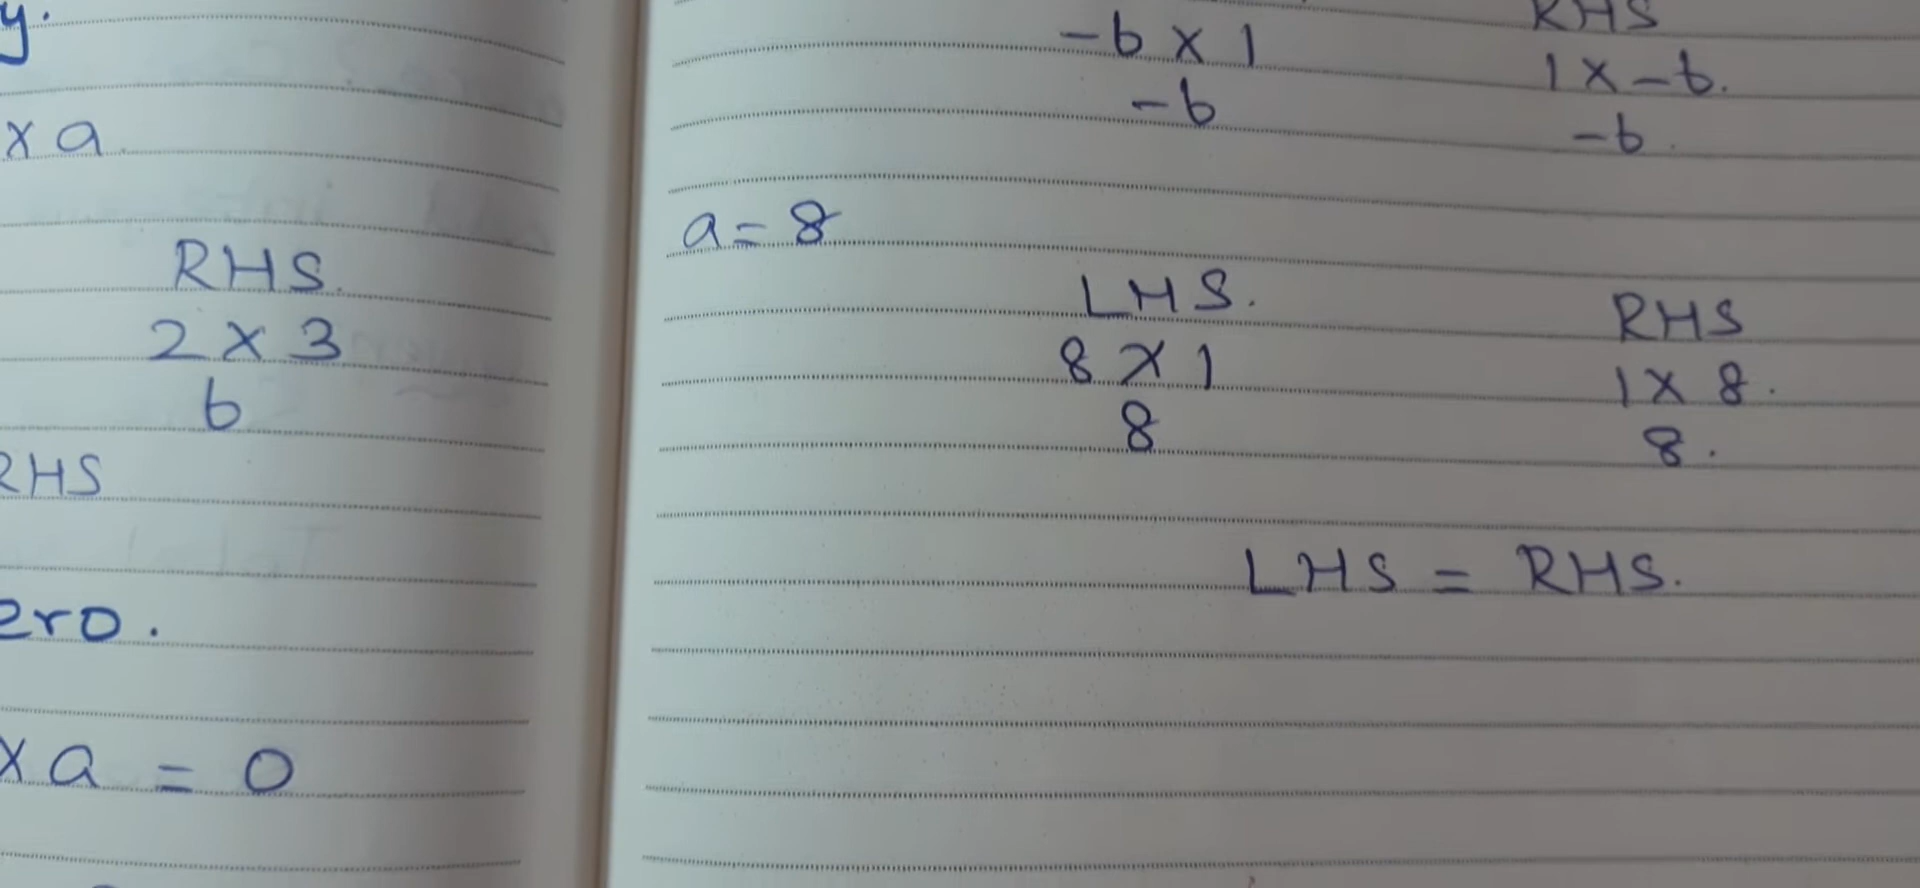 y.
x a.
RHS.
2 x 3
6
RHS
ero.
x a = 0
RHS
-6 x 1
1 x -6.
-6
-6.
a = 8
LHS.
RHS
8 x 1
1 x 8.
8
8.
LHS = RHS.